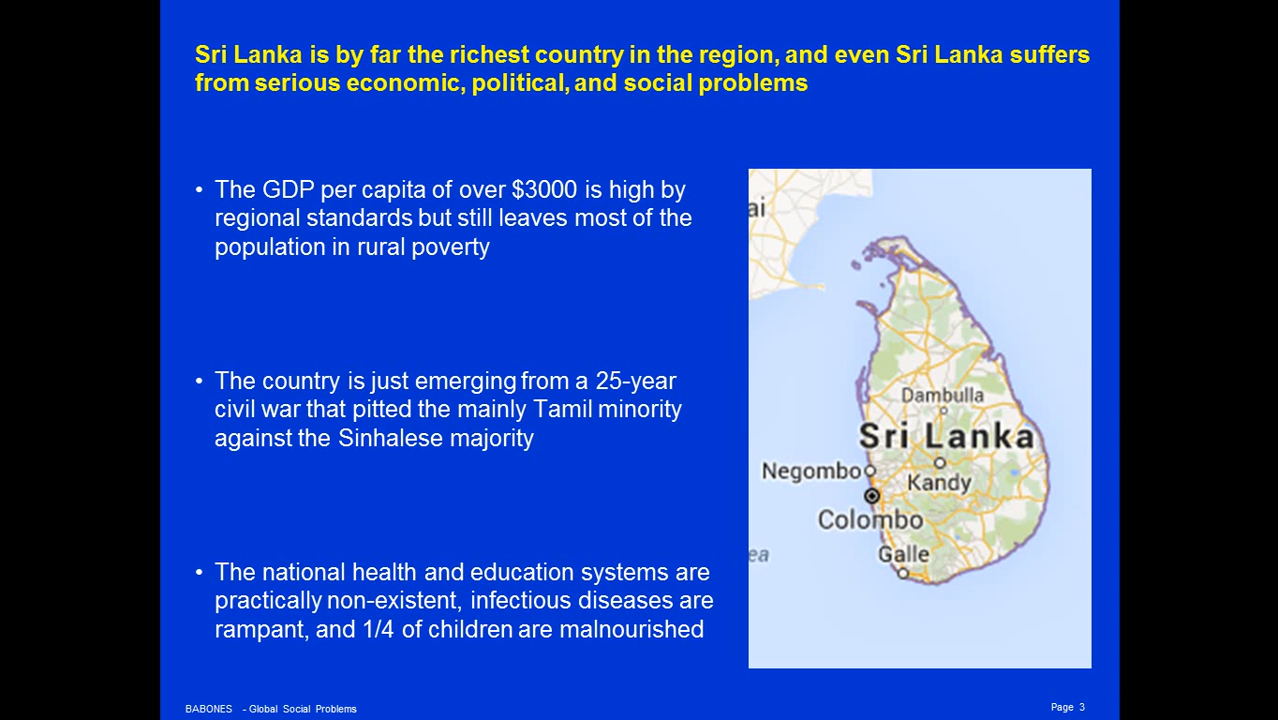 Sri Lanka is by far the richest country in the region, and even Sri Lanka suffers
from serious economic, political, and social problems
• The GDP per capita of over $3000 is high by
regional standards but still leaves most of the
population in rural poverty
• The country is just emerging from a 25-year
civil war that pitted the mainly Tamil minority
against the Sinhalese majority
• The national health and education systems are
practically non-existent, infectious diseases are
rampant, and 1/4 of children are malnourished
ai
Dambulla
Sri Lanka
Negombo
Kandy
Colombo
ea
Galle
BABONES - Global Social Problems
Page 3